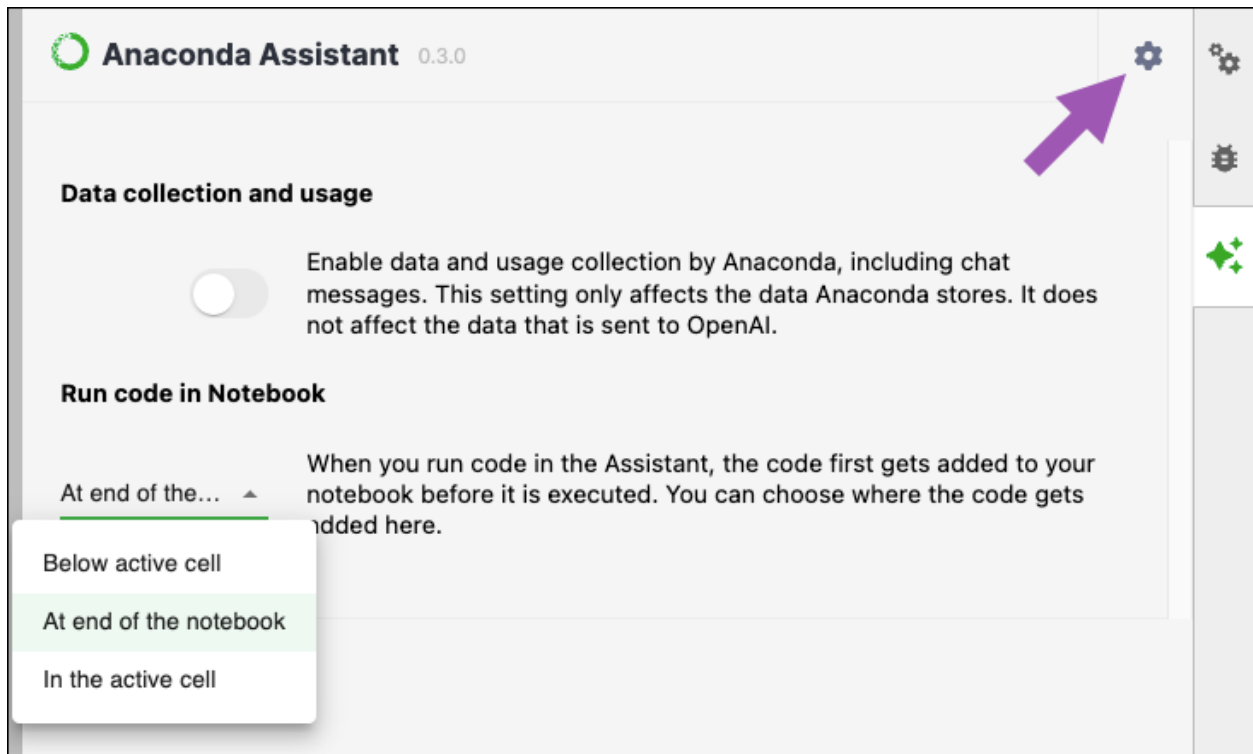 Anaconda Assistant 0.3.0
Data collection and usage
Enable data and usage collection by Anaconda, including chat
messages. This setting only affects the data Anaconda stores. It does
not affect the data that is sent to OpenAI.
Run code in Notebook
When you run code in the Assistant, the code first gets added to your
At end of the... notebook before it is executed. You can choose where the code gets
added here.
Below active cell
At end of the notebook
In the active cell